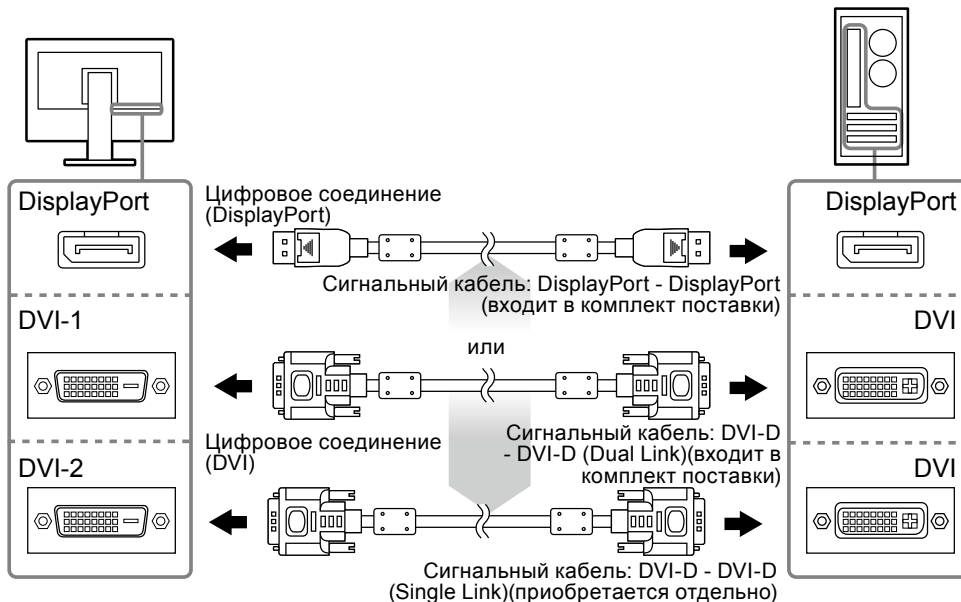 DisplayPort
Цифровое соединение
(DisplayPort)
DisplayPort
Сигнальный кабель: DisplayPort - DisplayPort
(входит в комплект поставки)
DVI-1
или
DVI
Цифровое соединение
(DVI)
Сигнальный кабель: DVI-D
- DVI-D (Dual Link)(входит в
комплект поставки)
DVI-2
DVI
Сигнальный кабель: DVI-D - DVI-D
(Single Link)(приобретается отдельно)